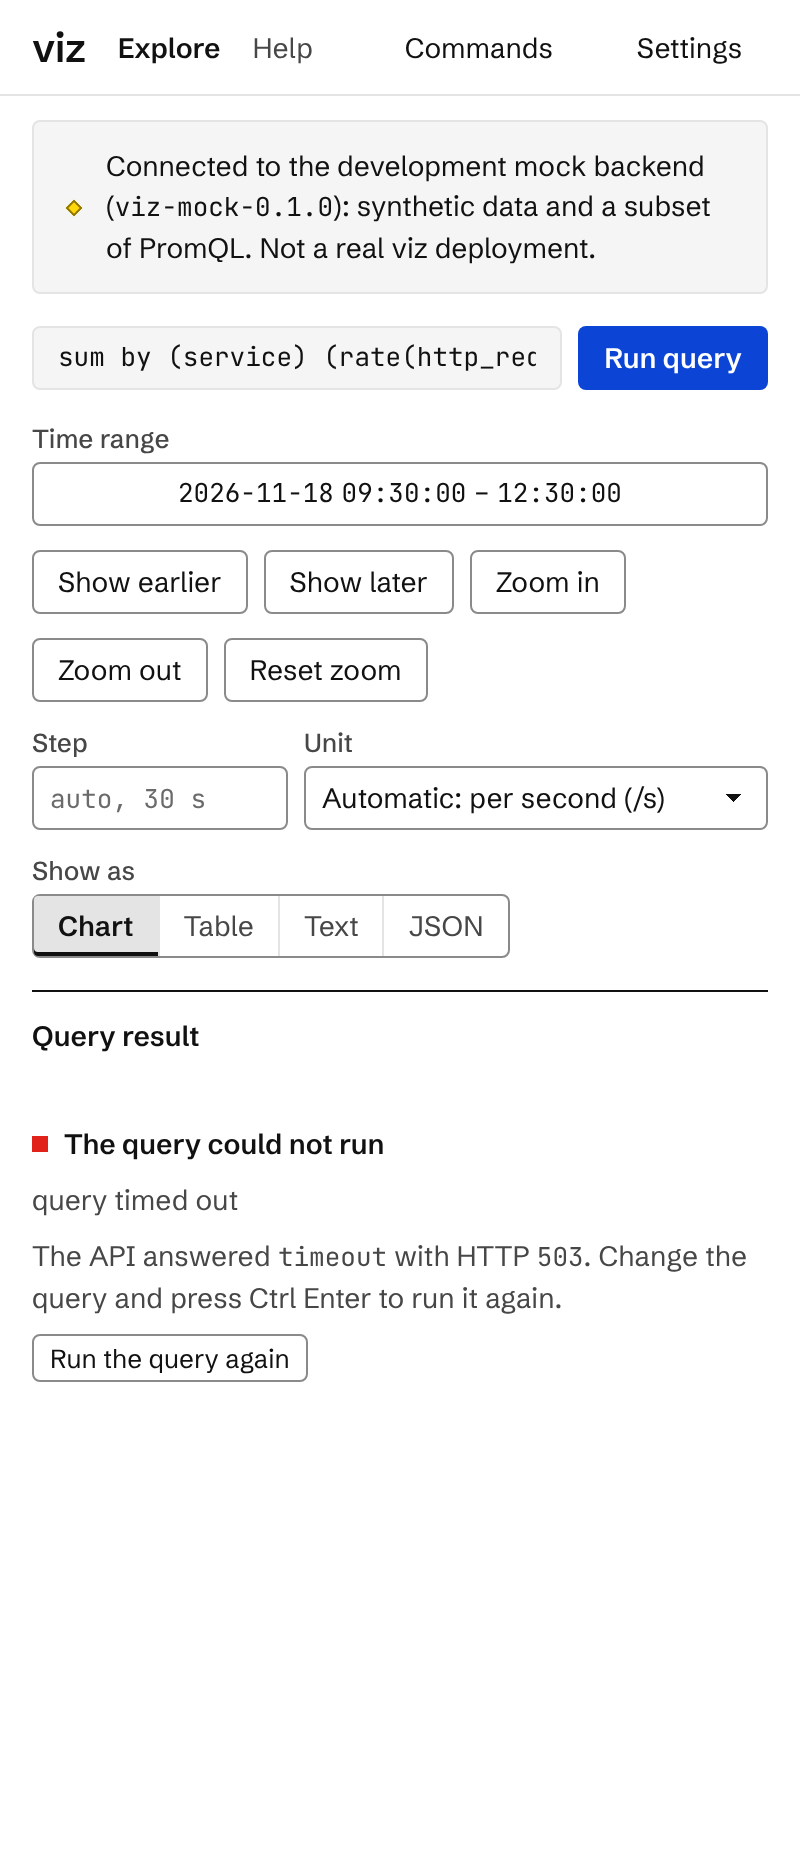 viz Explore Help Commands Settings
Connected to the development mock backend
(viz-mock-0.1.0): synthetic data and a subset
of PromQL. Not a real viz deployment.
sum by (service) (rate(http_req Run query
Time range
2026-11-18 09:30:00 – 12:30:00
Show earlier Show later Zoom in
Zoom out Reset zoom
Step Unit
auto, 30 s Automatic: per second (/s)
Show as
Chart Table Text JSON
Query result
The query could not run
query timed out
The API answered timeout with HTTP 503. Change the
query and press Ctrl Enter to run it again.
Run the query again